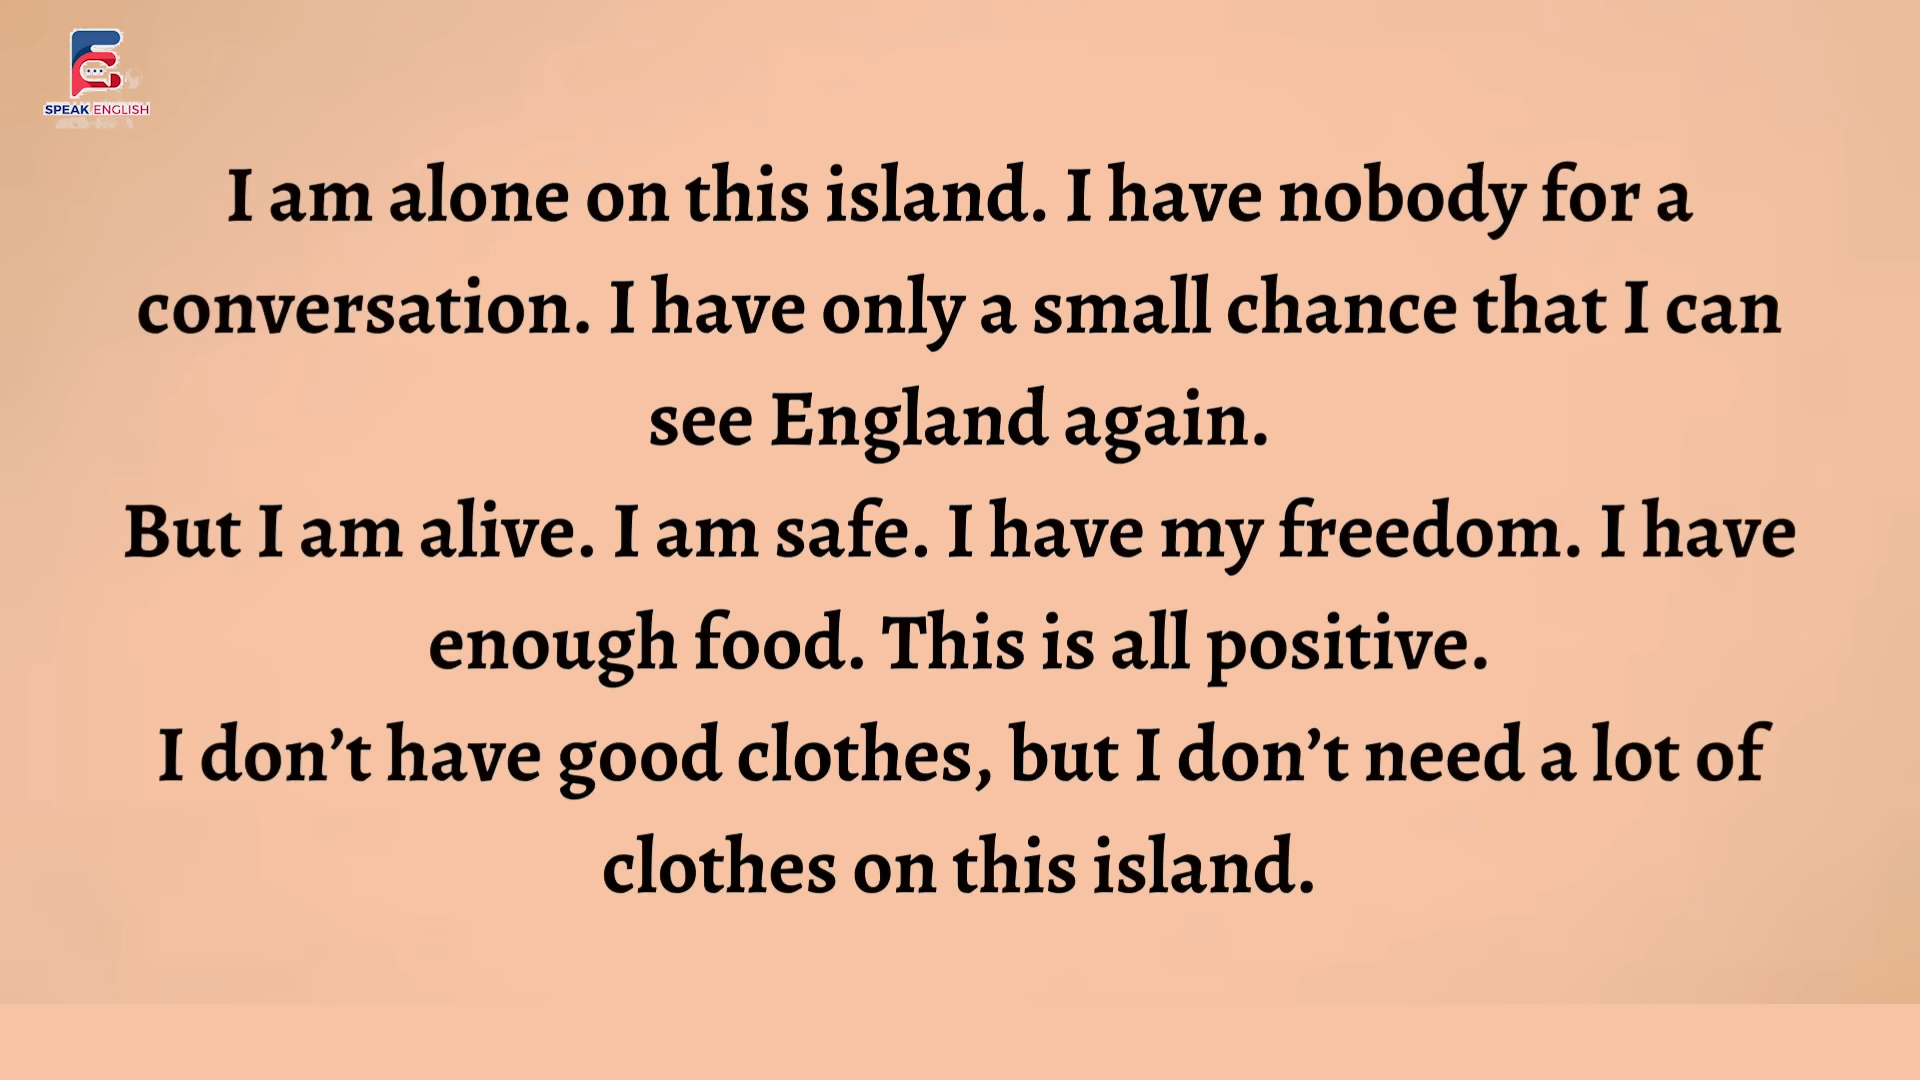 SPEAK ENGLISH
I am alone on this island. I have nobody for a
conversation. I have only a small chance that I can
see England again.
But I am alive. I am safe. I have my freedom. I have
enough food. This is all positive.
I don’t have good clothes, but I don’t need a lot of
clothes on this island.